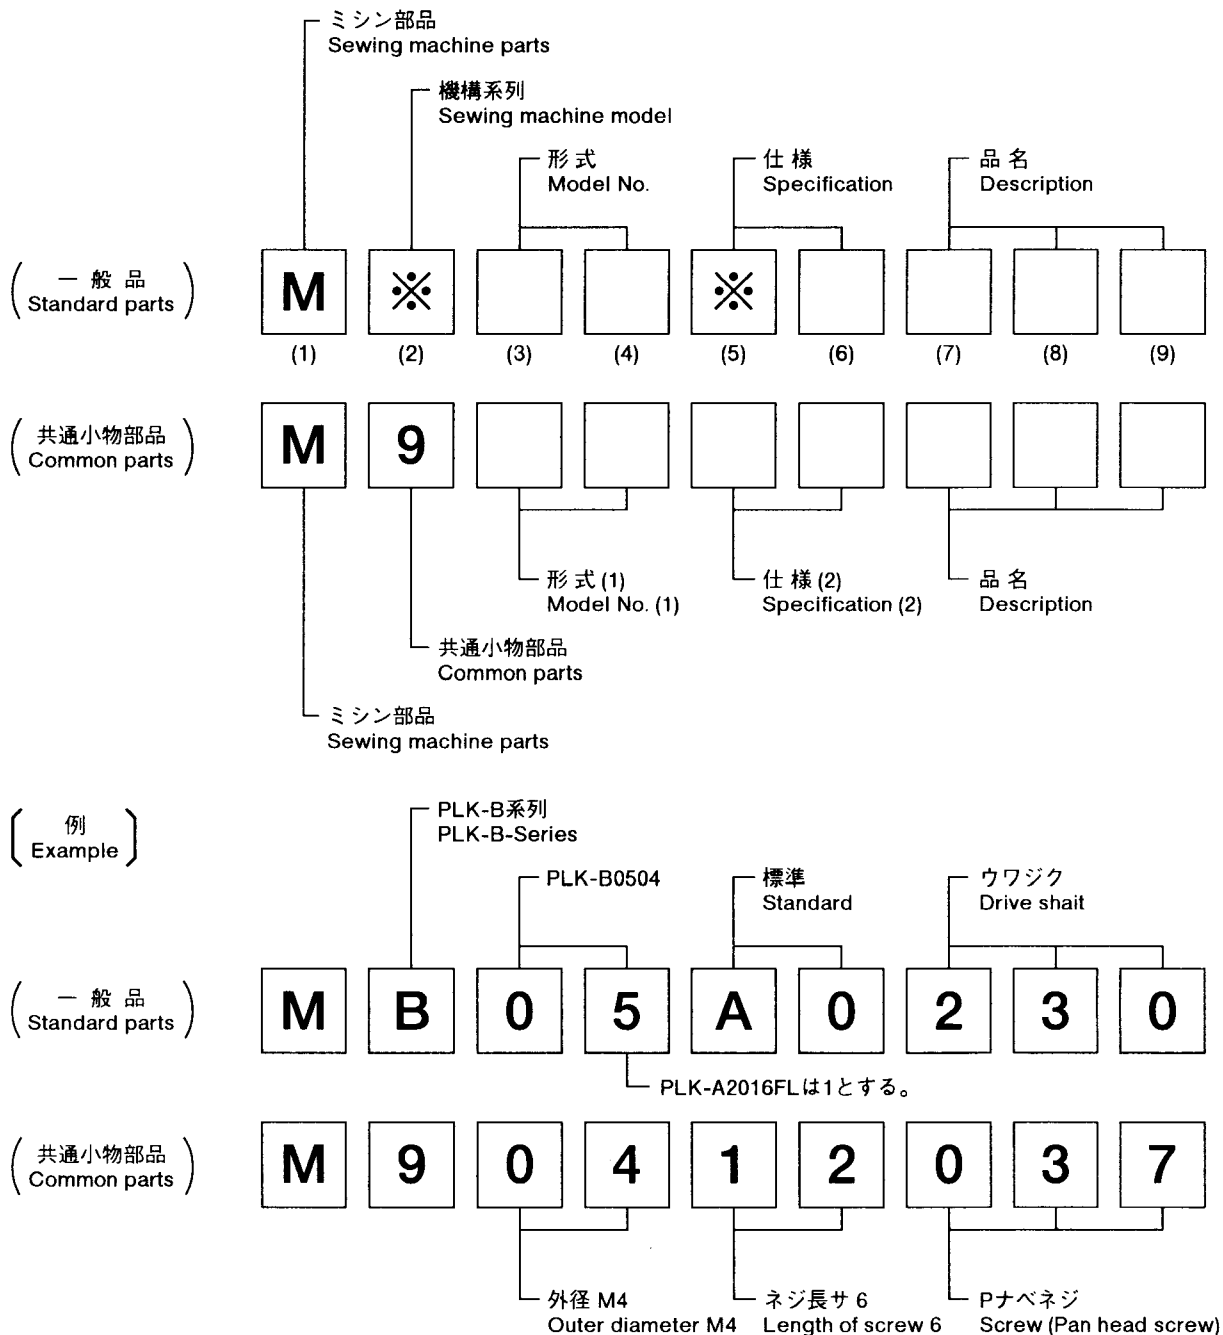 ミシン部品
Sewing machine parts
機構系列
Sewing machine model
形式
Model No.
仕様
Specification
品名
Description
一般品
Standard parts
M ※ ※
(1) (2) (3) (4) (5) (6) (7) (8) (9)
共通小物部品
Common parts
M 9
形式(1)
Model No. (1)
仕様(2)
Specification (2)
品名
Description
共通小物部品
Common parts
ミシン部品
Sewing machine parts
例
Example
PLK-B系列
PLK-B-Series
PLK-B0504
標準
Standard
ウワジク
Drive shait
一般品
Standard parts
M B 0 5 A 0 2 3 0
PLK-A2016FLは1とする。
共通小物部品
Common parts
M 9 0 4 1 2 0 3 7
外径 M4
Outer diameter M4
ネジ長サ 6
Length of screw 6
Pナベネジ
Screw (Pan head screw)